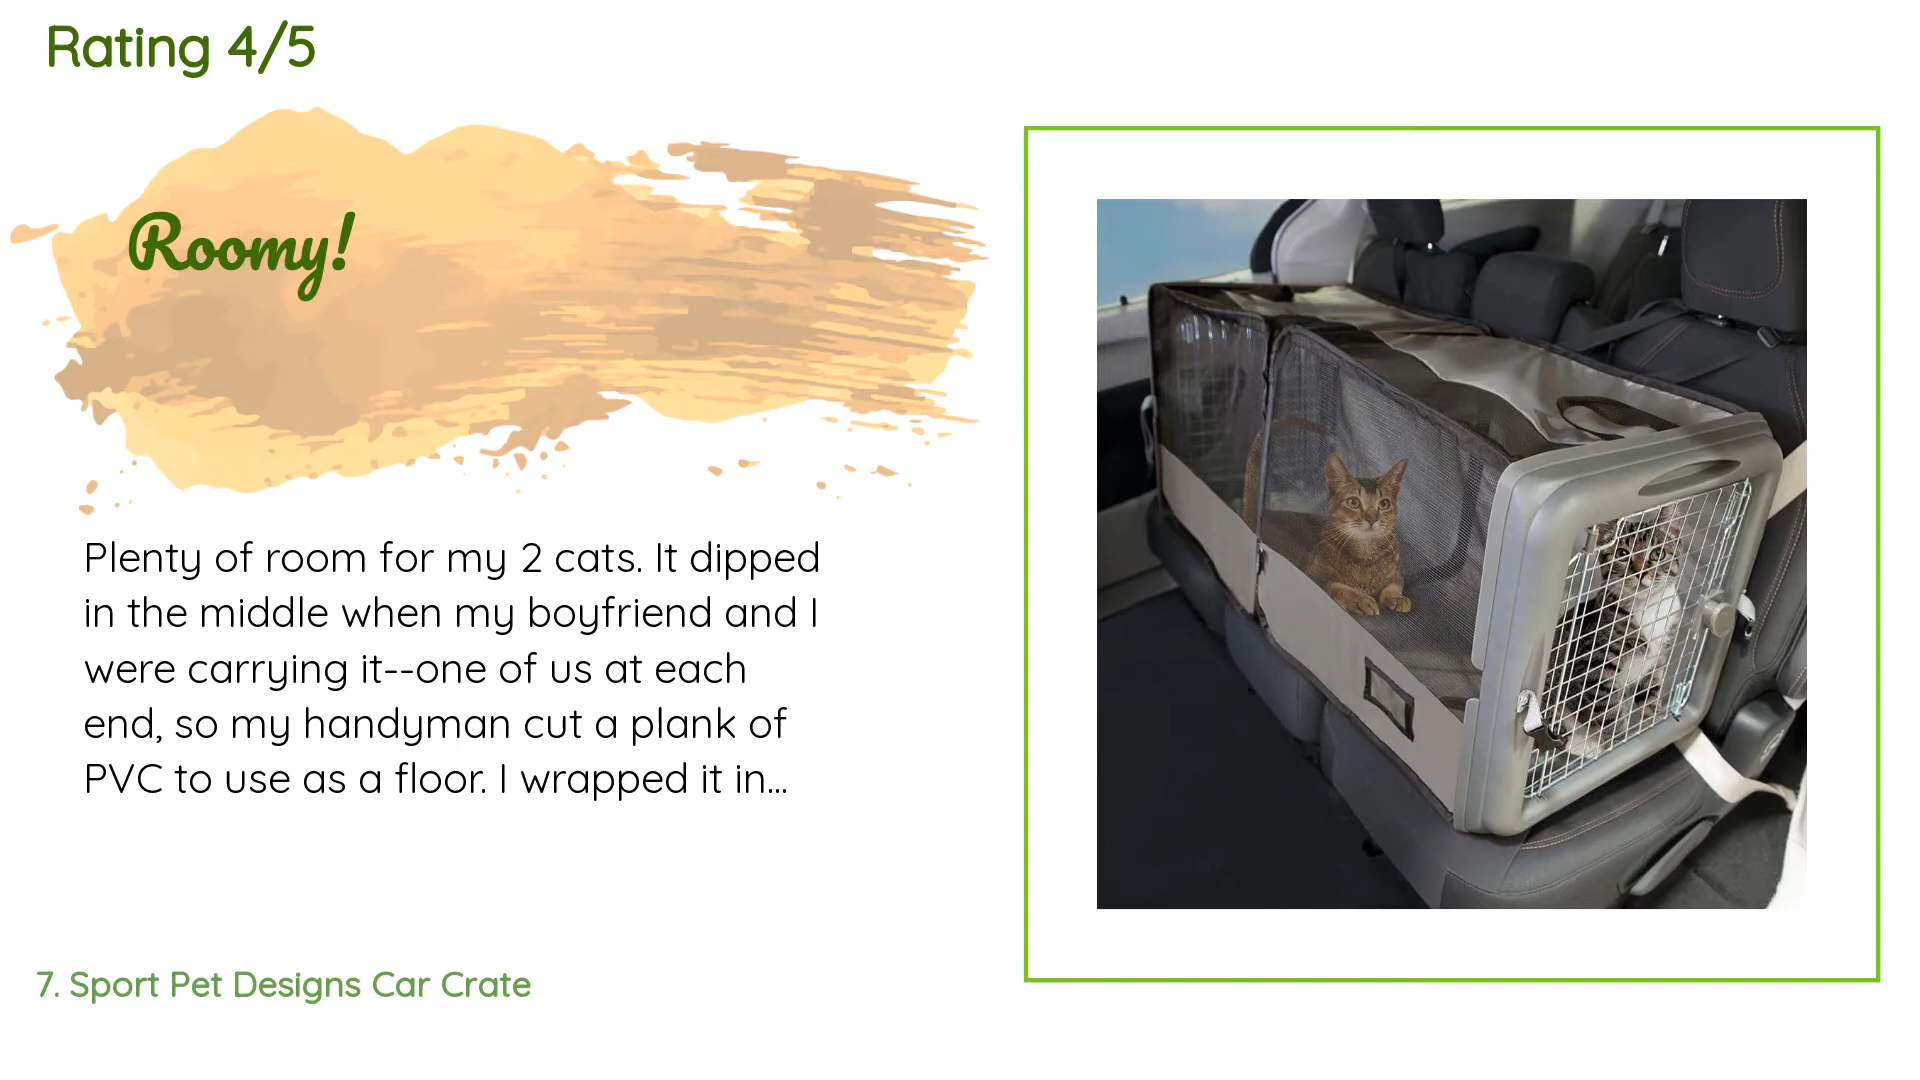 Rating 4/5
Roomy!
Plenty of room for my 2 cats. It dipped
in the middle when my boyfriend and I
were carrying it--one of us at each
end, so my handyman cut a plank of
PVC to use as a floor. I wrapped it in...
7. Sport Pet Designs Car Crate